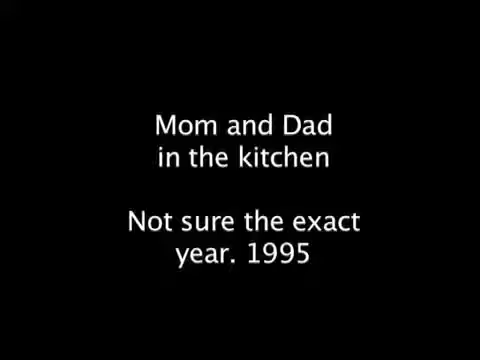 Mom and Dad
in the kitchen
Not sure the exact
year. 1995